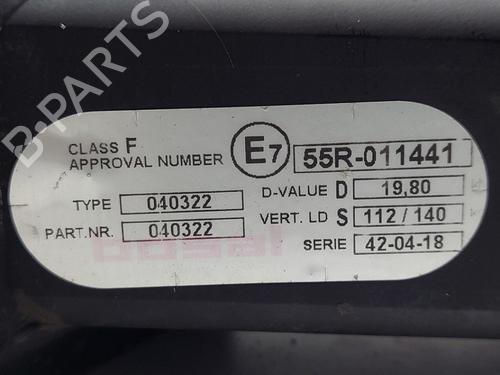 CLASS F
APPROVAL NUMBER E7 55R-011441
TYPE 040322 D-VALUE D 19,80
PART.NR. 040322 VERT. LD S 112 / 140
SERIE 42-04-18